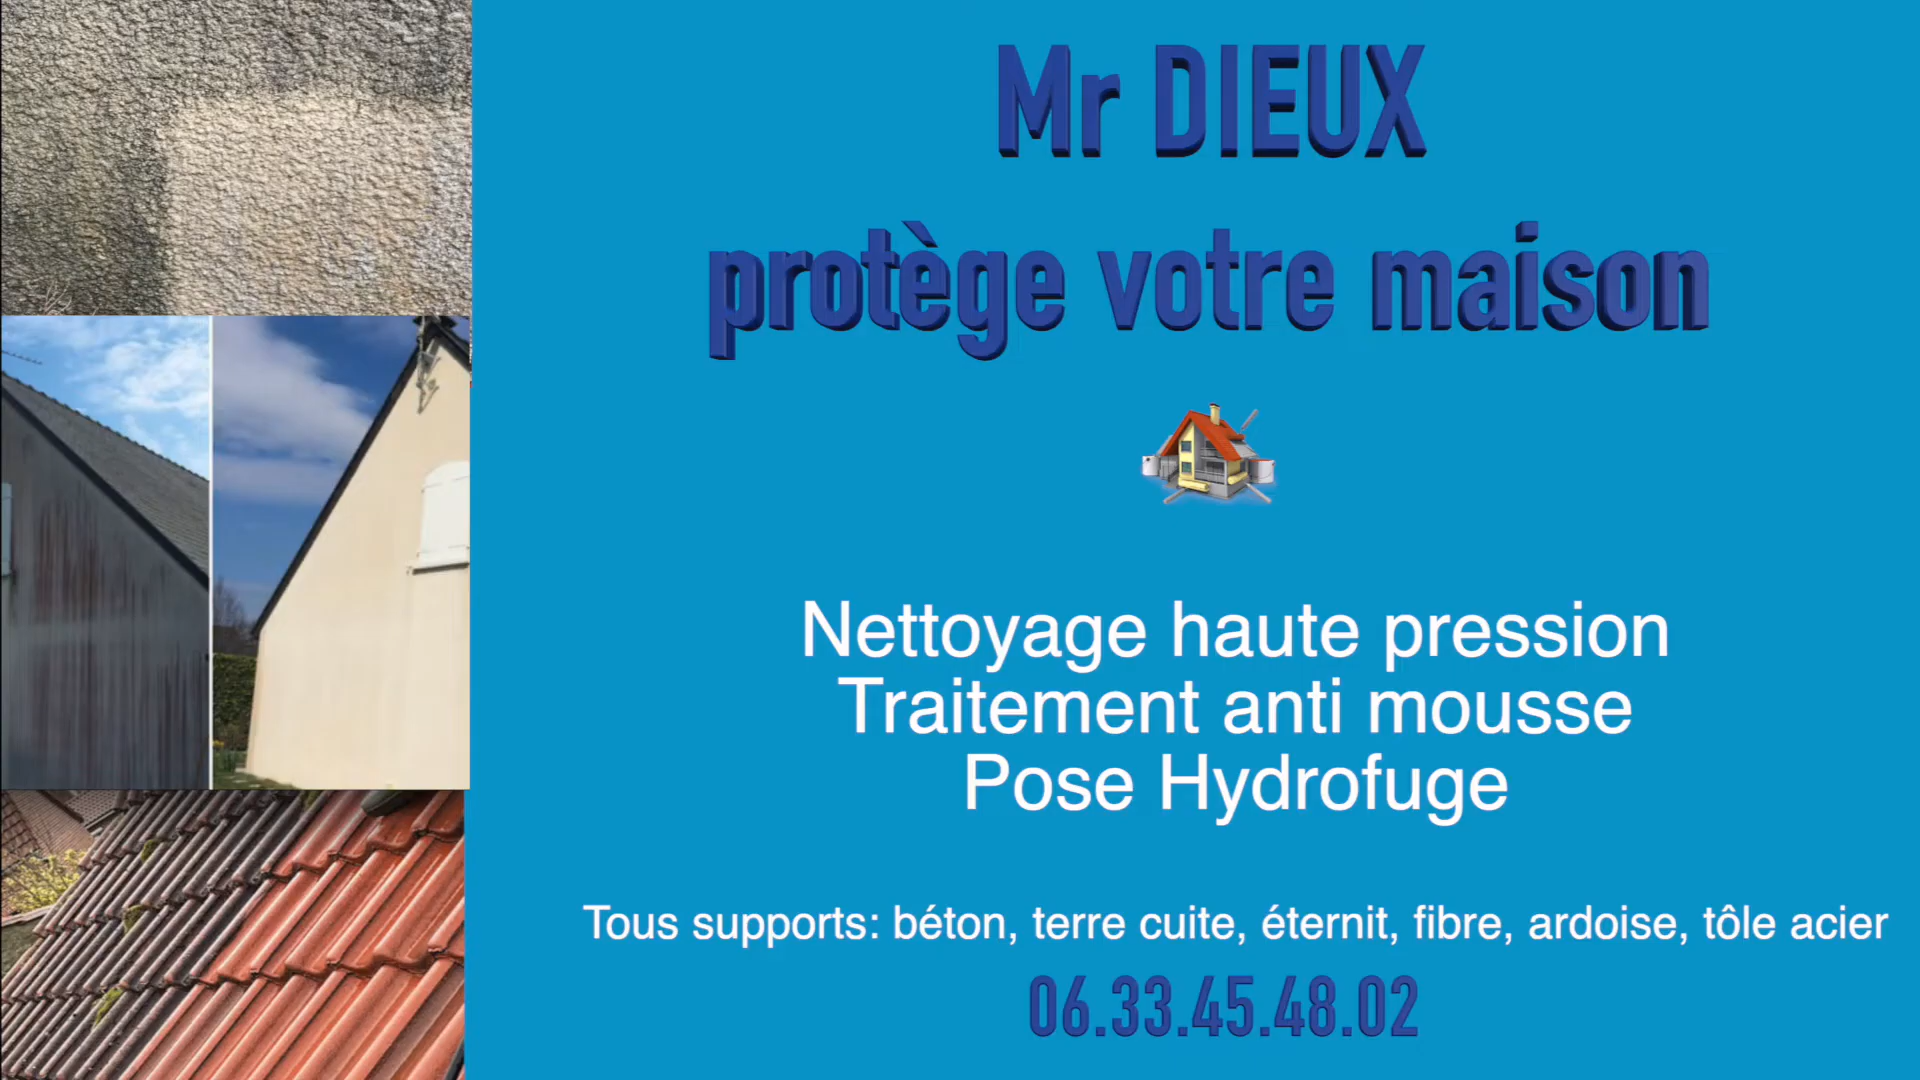 Mr DIEUX
protège votre maison
Nettoyage haute pression
Traitement anti mousse
Pose Hydrofuge
Tous supports: béton, terre cuite, éternit, fibre, ardoise, tôle acier
06.33.45.48.02